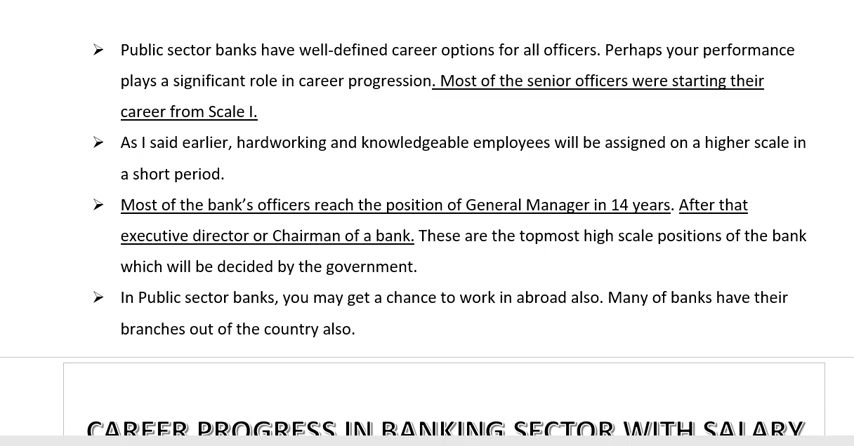 ➢ Public sector banks have well-defined career options for all officers. Perhaps your performance
plays a significant role in career progression. Most of the senior officers were starting their
career from Scale I.
➢ As I said earlier, hardworking and knowledgeable employees will be assigned on a higher scale in
a short period.
➢ Most of the bank’s officers reach the position of General Manager in 14 years. After that
executive director or Chairman of a bank. These are the topmost high scale positions of the bank
which will be decided by the government.
➢ In Public sector banks, you may get a chance to work in abroad also. Many of banks have their
branches out of the country also.
CAREER PROGRESS IN BANKING SECTOR WITH SALARY